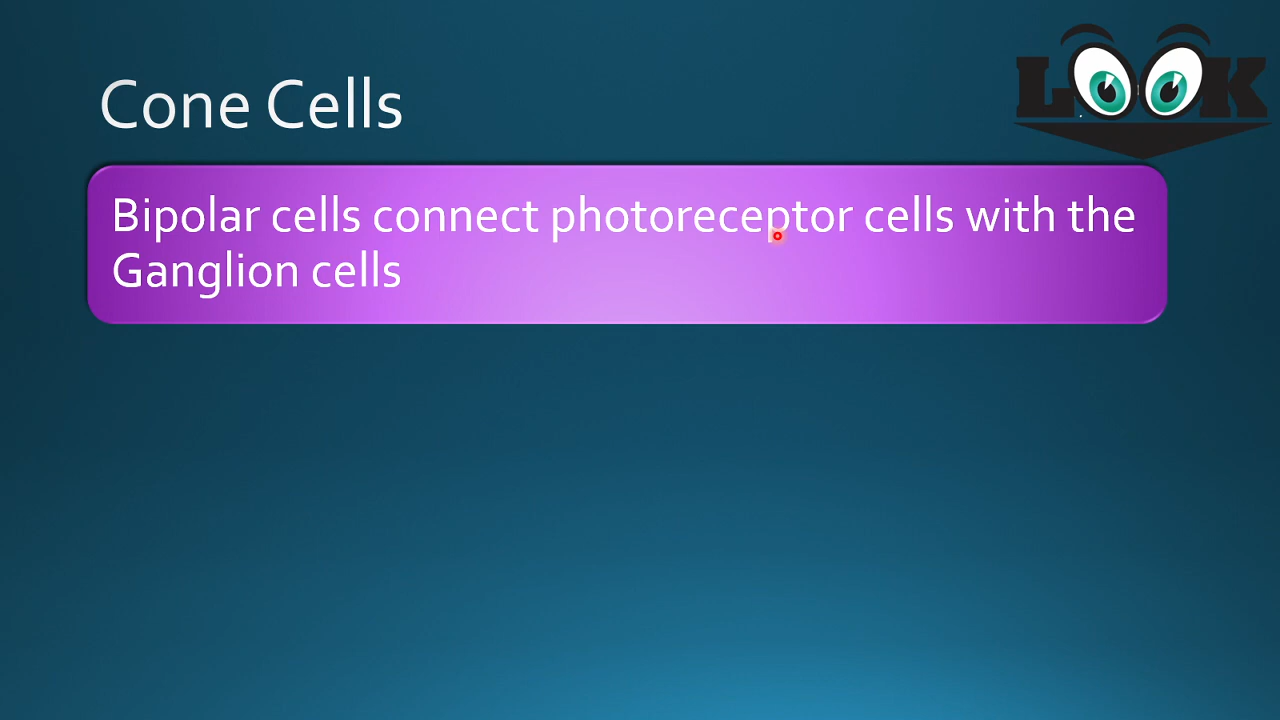 LOOK
Cone Cells
Bipolar cells connect photoreceptor cells with the
Ganglion cells